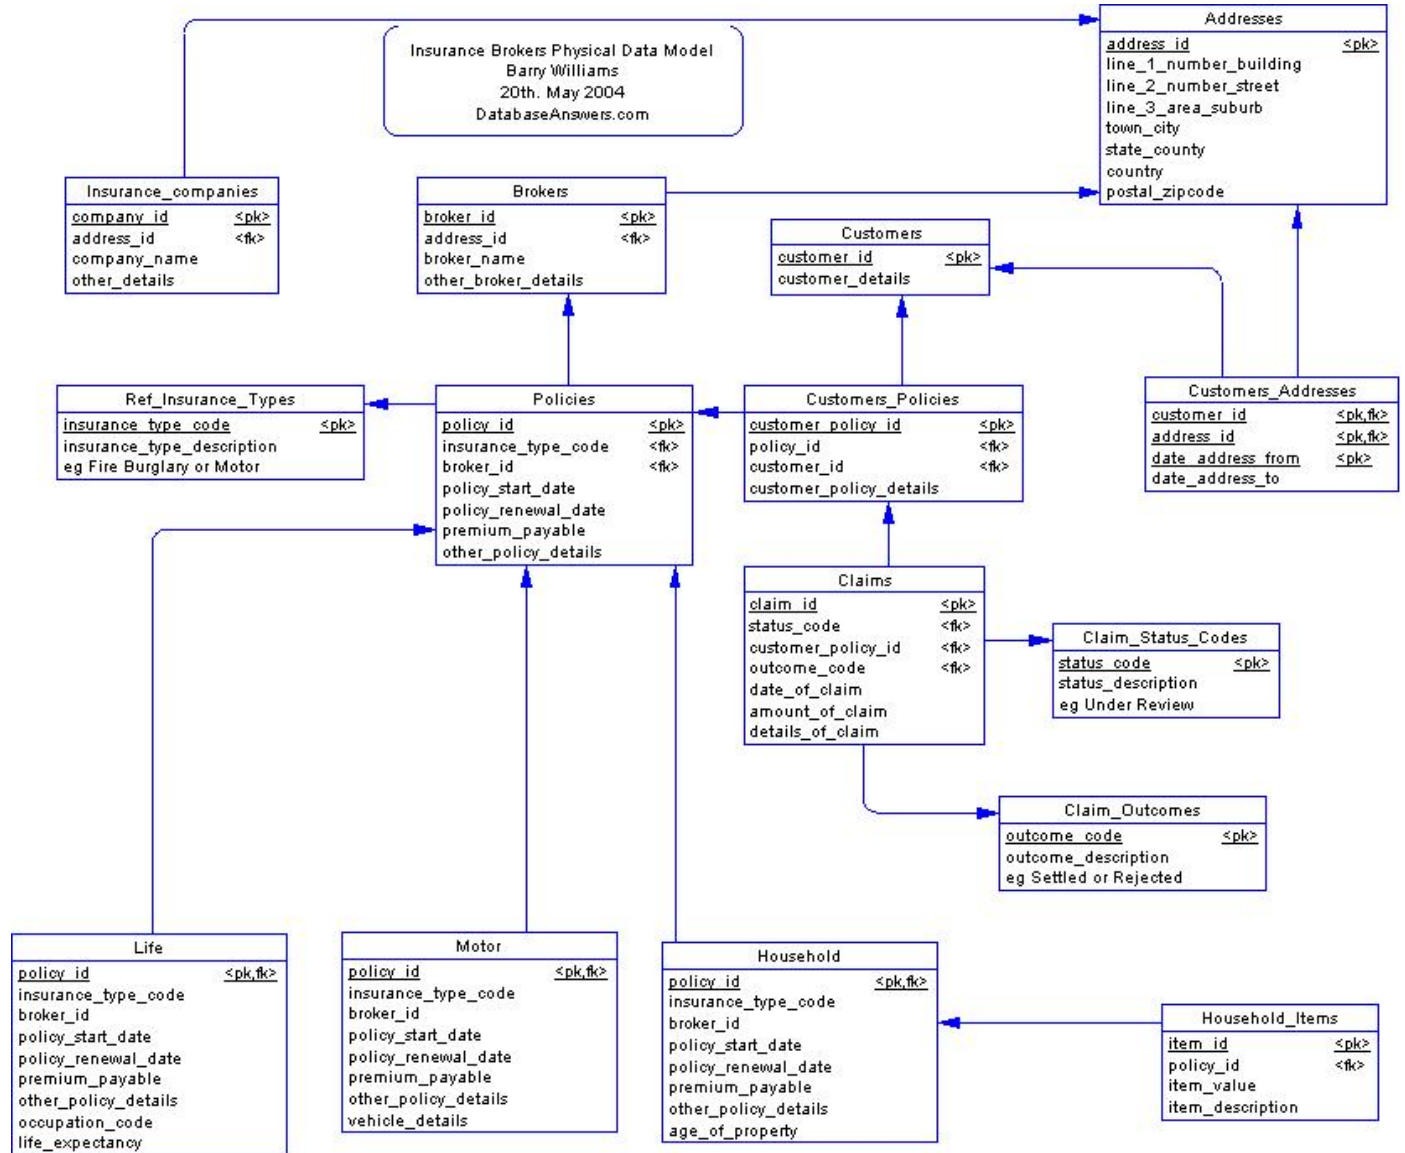 Insurance Brokers Physical Data Model
Barry Williams
20th. May 2004
DatabaseAnswers.com
Addresses
address_id <pk>
line_1_number_building
line_2_number_street
line_3_area_suburb
town_city
state_county
country
postal_zipcode
Insurance_companies
company_id <pk>
address_id <fk>
company_name
other_details
Brokers
broker_id <pk>
address_id <fk>
broker_name
other_broker_details
Customers
customer_id <pk>
customer_details
Ref_Insurance_Types
insurance_type_code <pk>
insurance_type_description
eg Fire Burglary or Motor
Policies
policy_id <pk>
insurance_type_code <fk>
broker_id <fk>
policy_start_date
policy_renewal_date
premium_payable
other_policy_details
Customers_Policies
customer_policy_id <pk>
policy_id <fk>
customer_id <fk>
customer_policy_details
Customers_Addresses
customer_id <pk,fk>
address_id <pk,fk>
date_address_from <pk>
date_address_to
Claims
claim_id <pk>
status_code <fk>
customer_policy_id <fk>
outcome_code <fk>
date_of_claim
amount_of_claim
details_of_claim
Claim_Status_Codes
status_code <pk>
status_description
eg Under Review
Claim_Outcomes
outcome_code <pk>
outcome_description
eg Settled or Rejected
Life
policy_id <pk,fk>
insurance_type_code
broker_id
policy_start_date
policy_renewal_date
premium_payable
other_policy_details
occupation_code
life_expectancy
Motor
policy_id <pk,fk>
insurance_type_code
broker_id
policy_start_date
policy_renewal_date
premium_payable
other_policy_details
vehicle_details
Household
policy_id <pk,fk>
insurance_type_code
broker_id
policy_start_date
policy_renewal_date
premium_payable
other_policy_details
age_of_property
Household_Items
item_id <pk>
policy_id <fk>
item_value
item_description